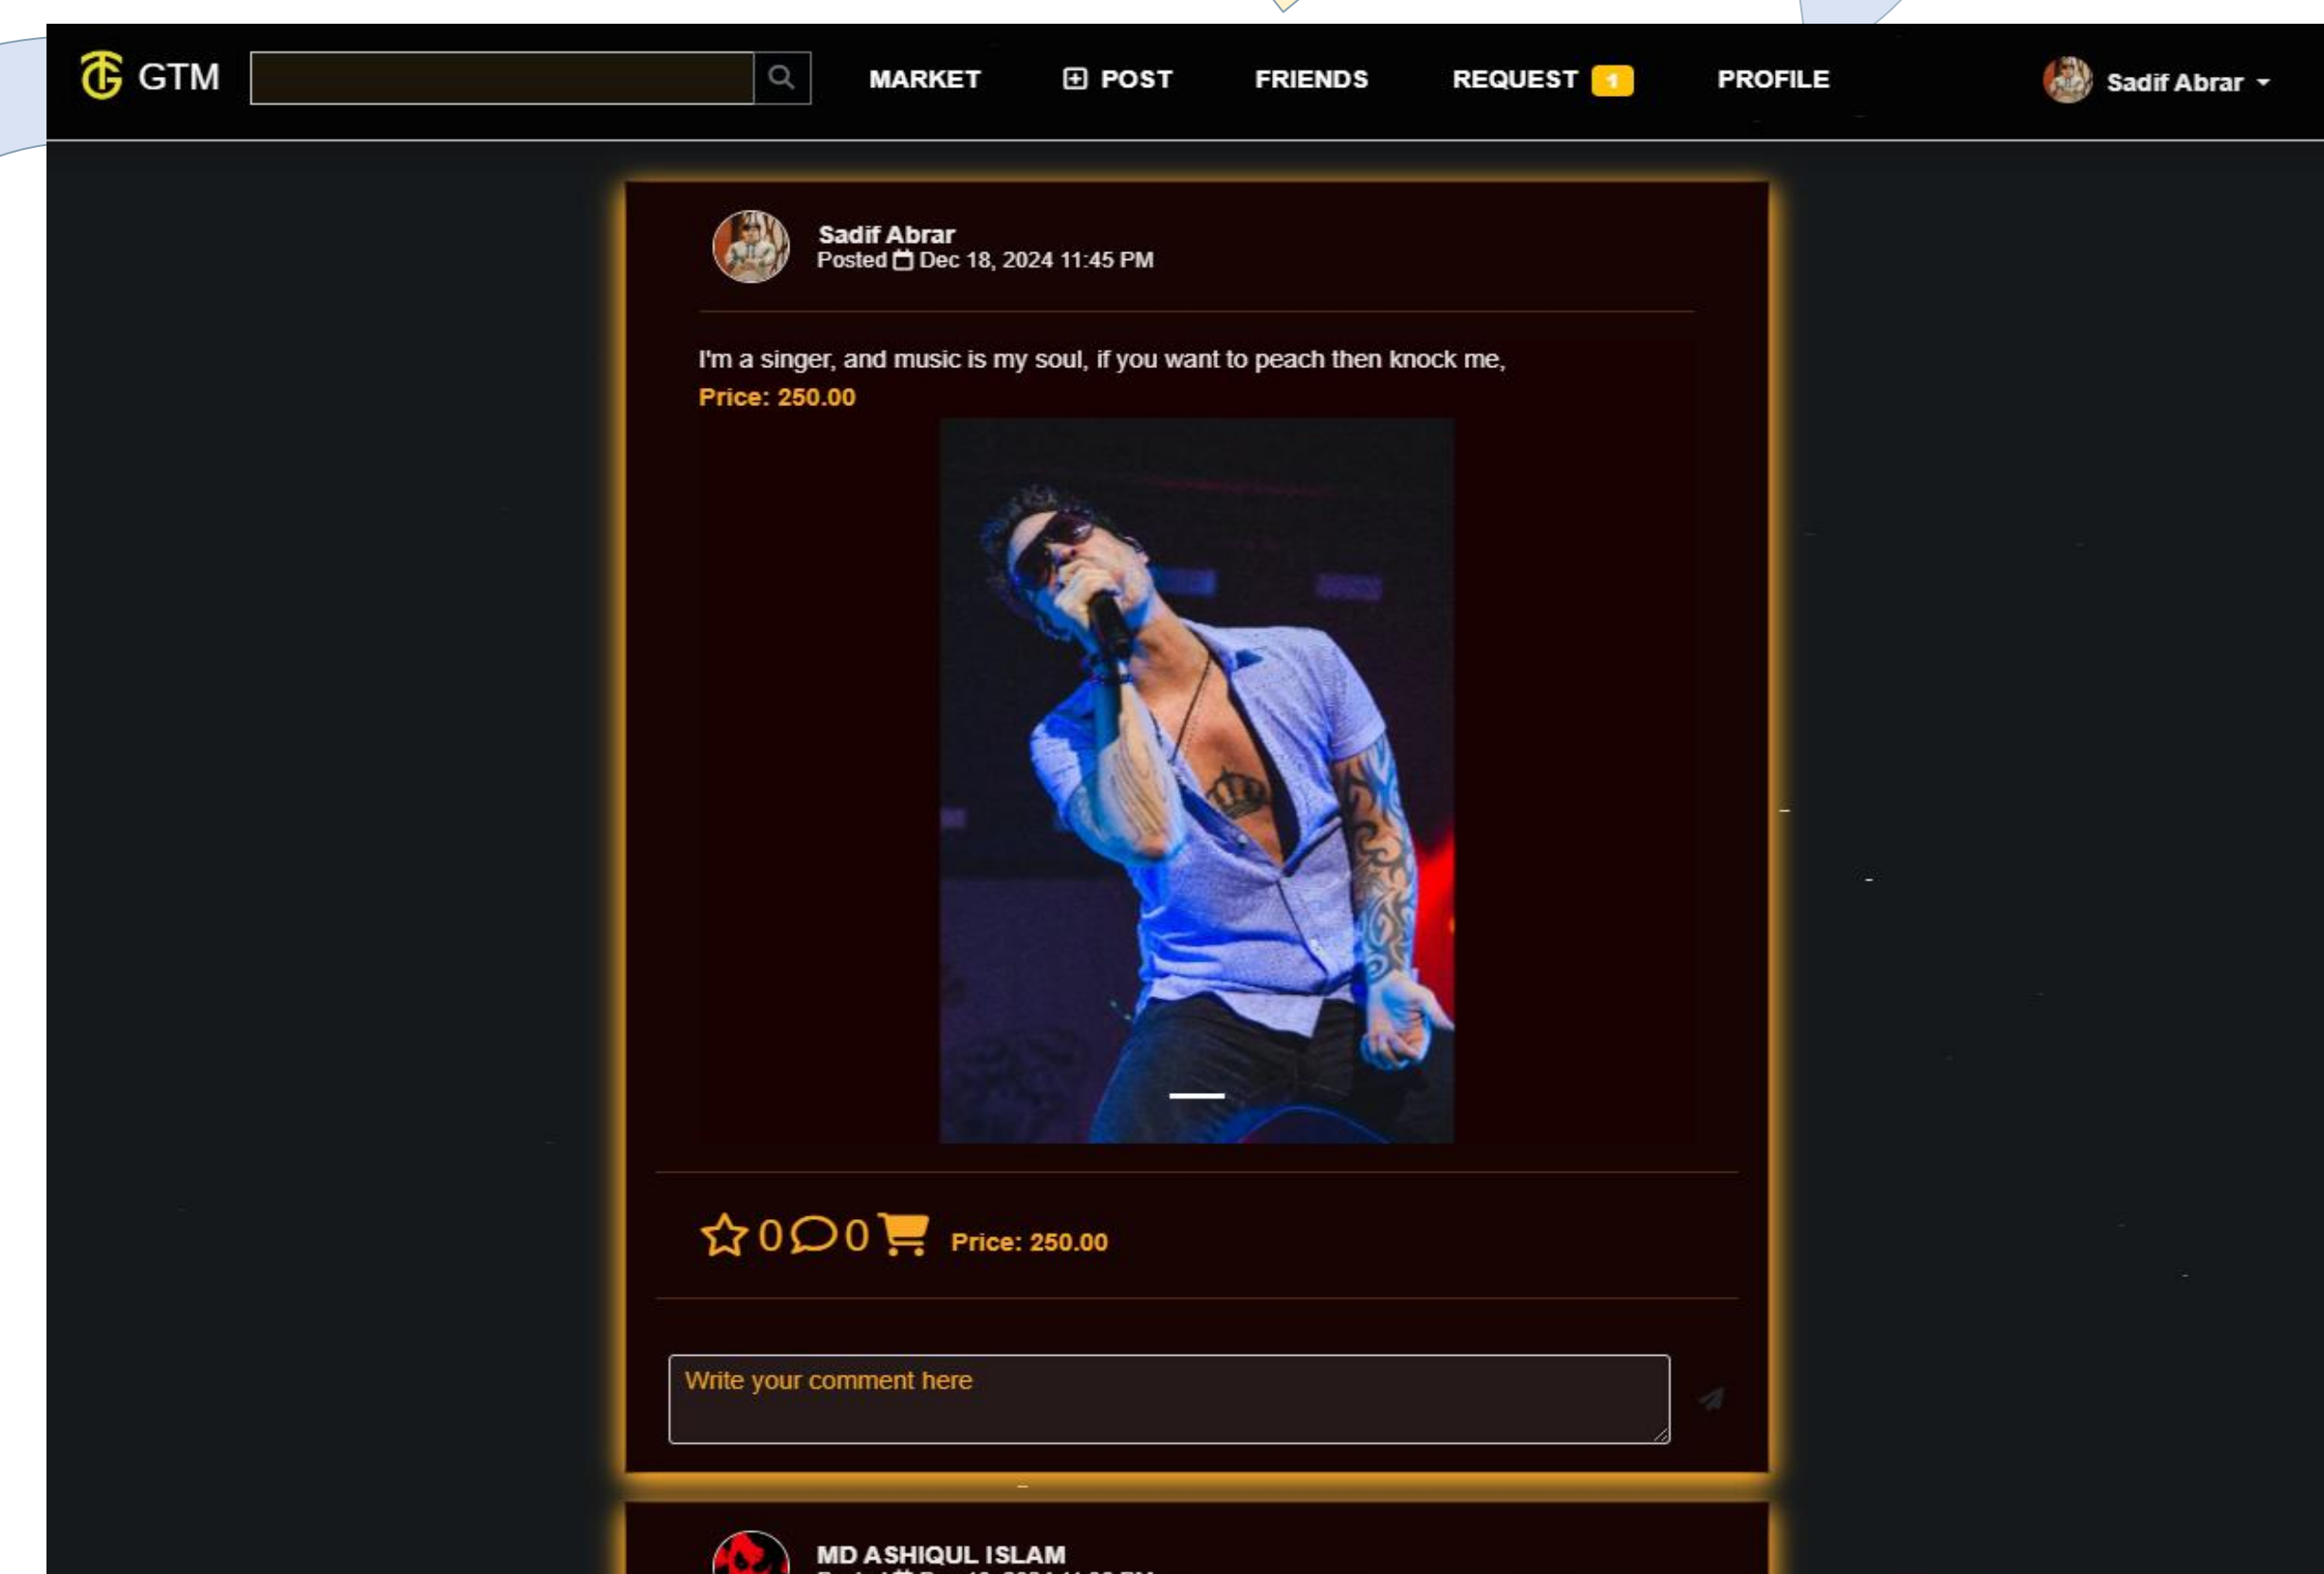 GTM
MARKET
POST
FRIENDS
REQUEST 1
PROFILE
Sadif Abrar
Sadif Abrar
Posted Dec 18, 2024 11:45 PM
I'm a singer, and music is my soul, if you want to peach then knock me,
Price: 250.00
0 0 Price: 250.00
Write your comment here
MD ASHIQUL ISLAM